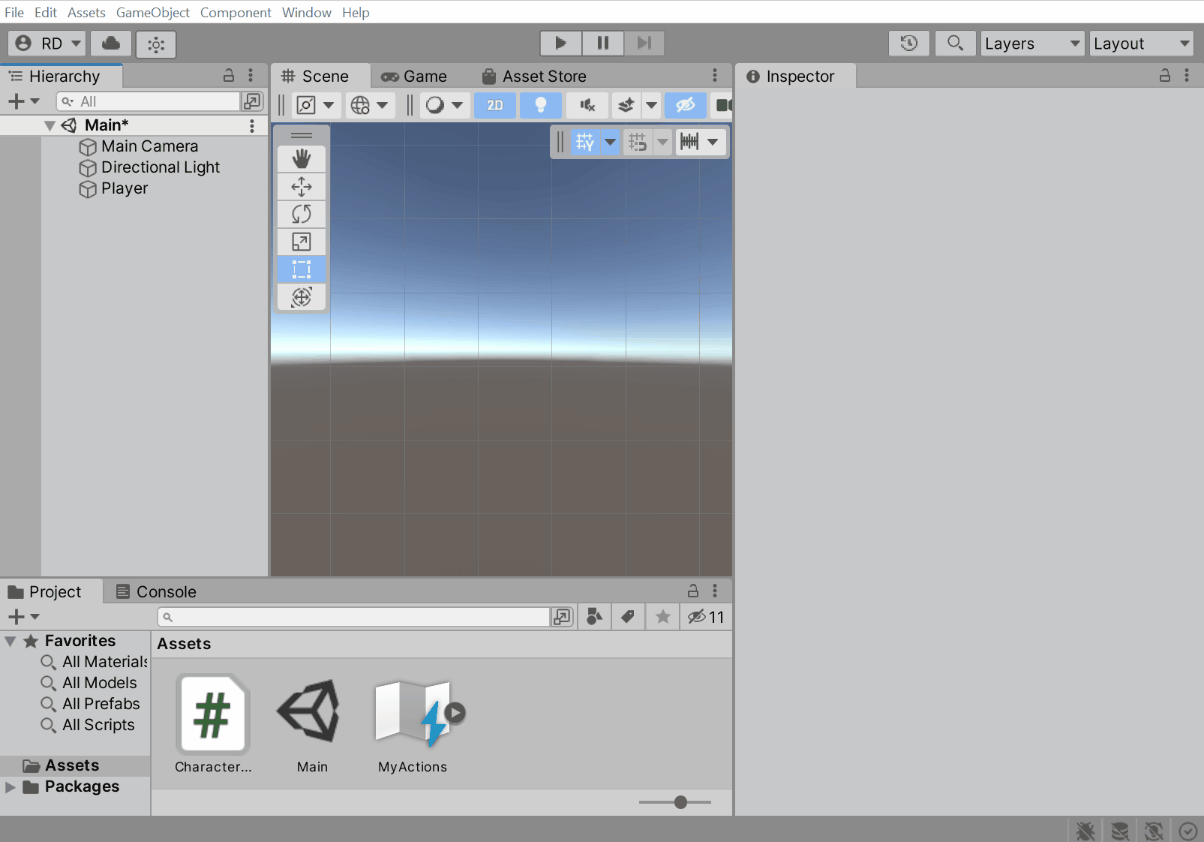 File Edit Assets GameObject Component Window Help
RD Layers Layout
Hierarchy Scene Game Asset Store Inspector
All 2D
Main*
Main Camera
Directional Light
Player
Project Console
11
Favorites Assets
All Materials
All Models
All Prefabs
All Scripts
Character... Main MyActions
Assets
Packages